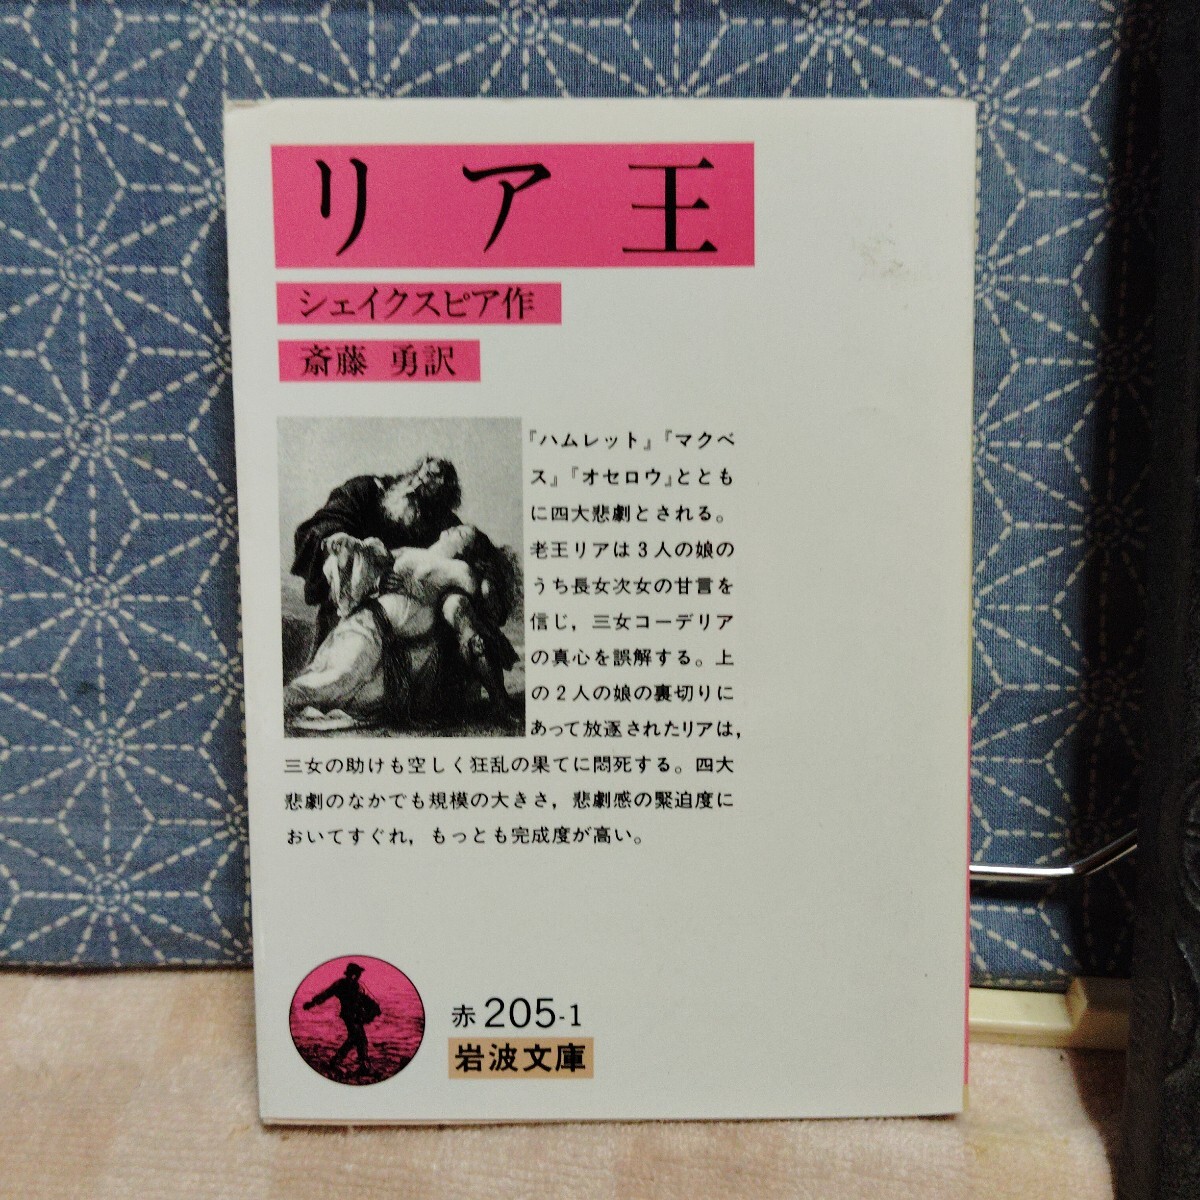 リア王
シェイクスピア作
斎藤 勇訳
『ハムレット』『マクベ
ス』『オセロウ』ととも
に四大悲劇とされる。
老王リアは3人の娘の
うち長女次女の甘言を
信じ，三女コーデリア
の真心を誤解する。上
の2人の娘の裏切りに
あって放逐されたリアは，
三女の助けも空しく狂乱の果てに悶死する。四大
悲劇のなかでも規模の大きさ，悲劇感の緊迫度に
おいてすぐれ，もっとも完成度が高い。
赤 205-1
岩波文庫